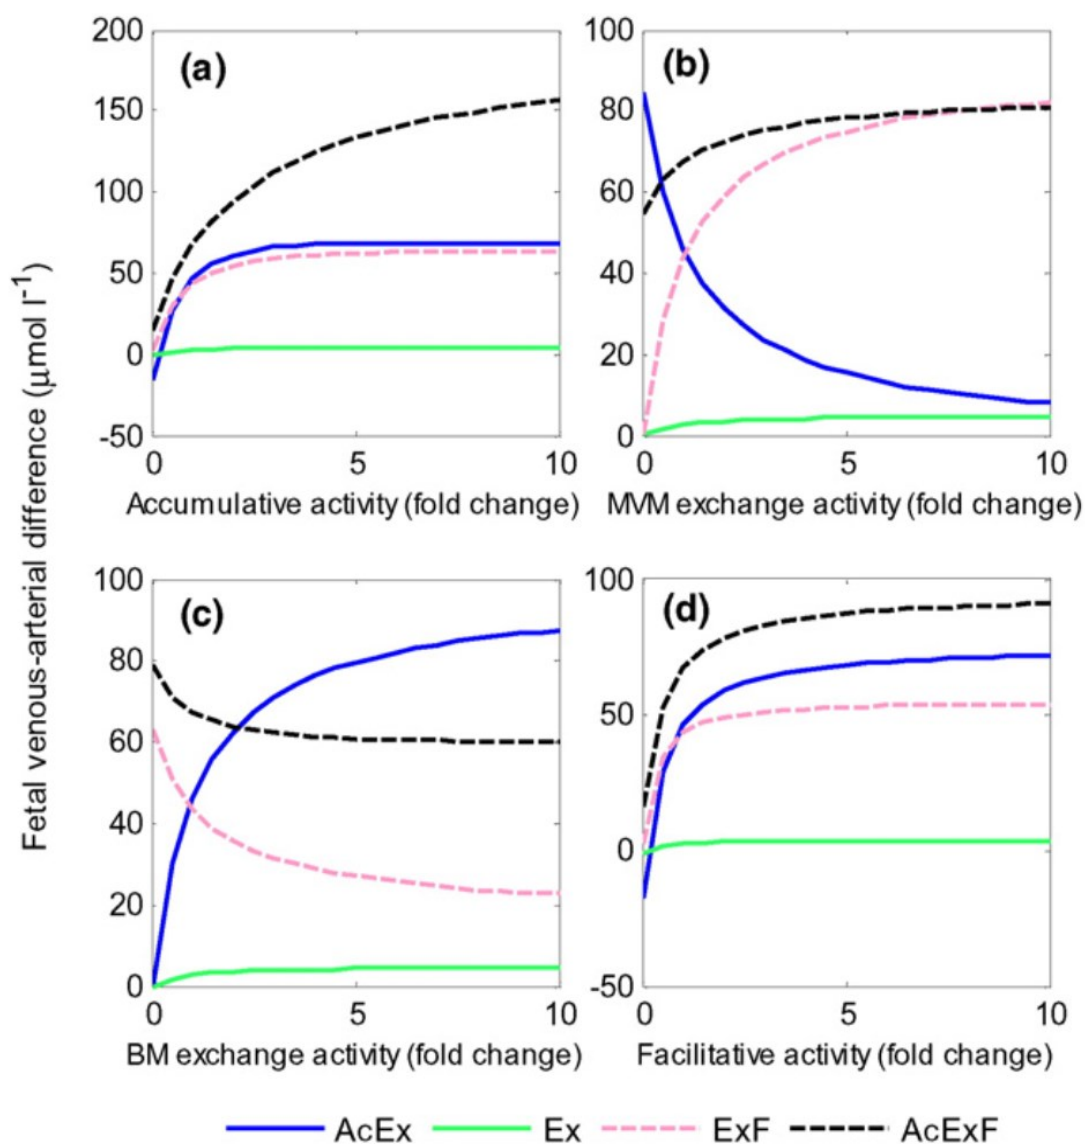 Fetal venous-arterial difference (µmol l⁻¹)
200
150
100
50
0
-50
(a)
0 5 10
Accumulative activity (fold change)
100
80
60
40
20
0
(b)
0 5 10
MVM exchange activity (fold change)
100
80
60
40
20
0
(c)
0 5 10
BM exchange activity (fold change)
100
50
0
-50
(d)
0 5 10
Facilitative activity (fold change)
AcEx Ex ExF AcExF